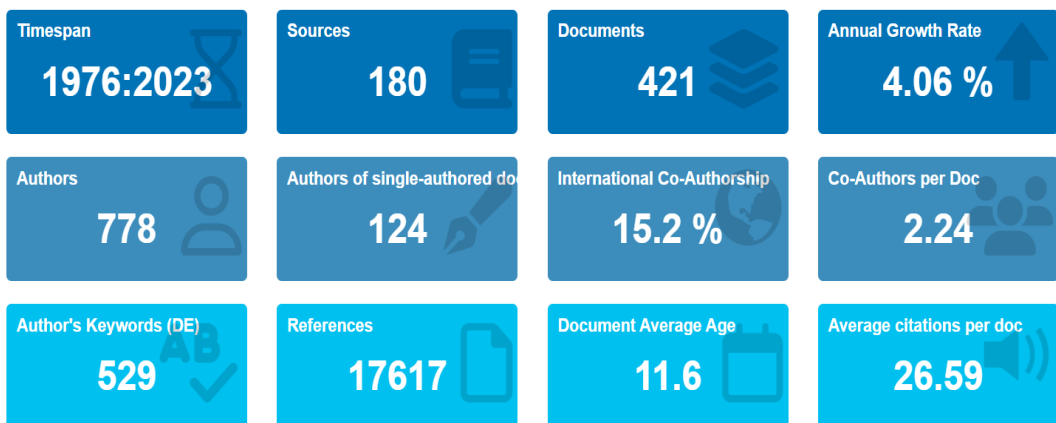 Timespan
1976:2023
Sources
180
Documents
421
Annual Growth Rate
4.06 %
Authors
778
Authors of single-authored do
124
International Co-Authorship
15.2 %
Co-Authors per Doc
2.24
Author's Keywords (DE)
529
AB
References
17617
Document Average Age
11.6
Average citations per doc
26.59